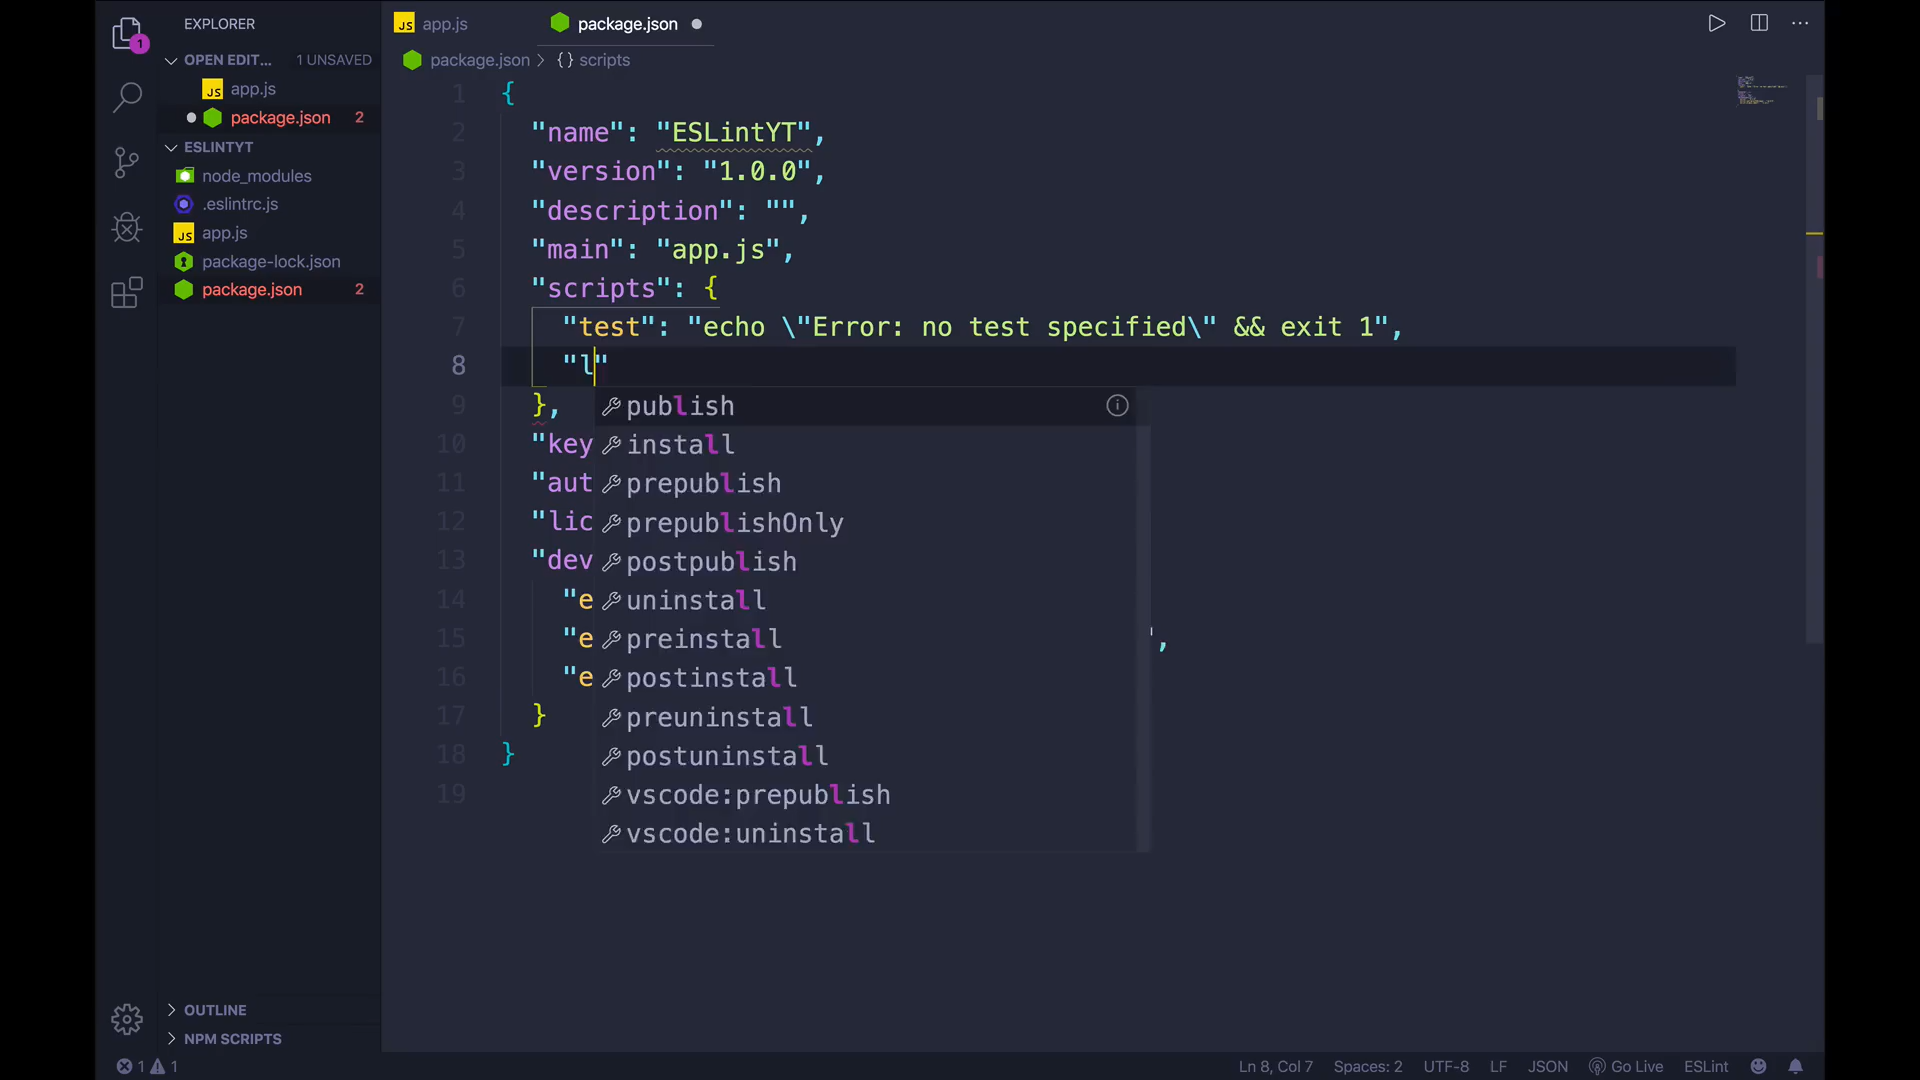 EXPLORER
OPEN EDIT... 1 UNSAVED
JS app.js
package.json 2
ESLINTYT
node_modules
.eslintrc.js
JS app.js
package-lock.json
package.json 2
OUTLINE
NPM SCRIPTS
1
JS app.js
package.json
package.json > {} scripts
1 {
2 "name": "ESLintYT",
3 "version": "1.0.0",
4 "description": "",
5 "main": "app.js",
6 "scripts": {
7 "test": "echo \"Error: no test specified\" && exit 1",
8 "l"
9 },
10 "key
11 "aut
12 "lic
13 "dev
14 "e
15 "e ",
16 "e
17 }
18 }
19
publish
install
prepublish
prepublishOnly
postpublish
uninstall
preinstall
postinstall
preuninstall
postuninstall
vscode:prepublish
vscode:uninstall
1 1
Ln 8, Col 7 Spaces: 2 UTF-8 LF JSON Go Live ESLint